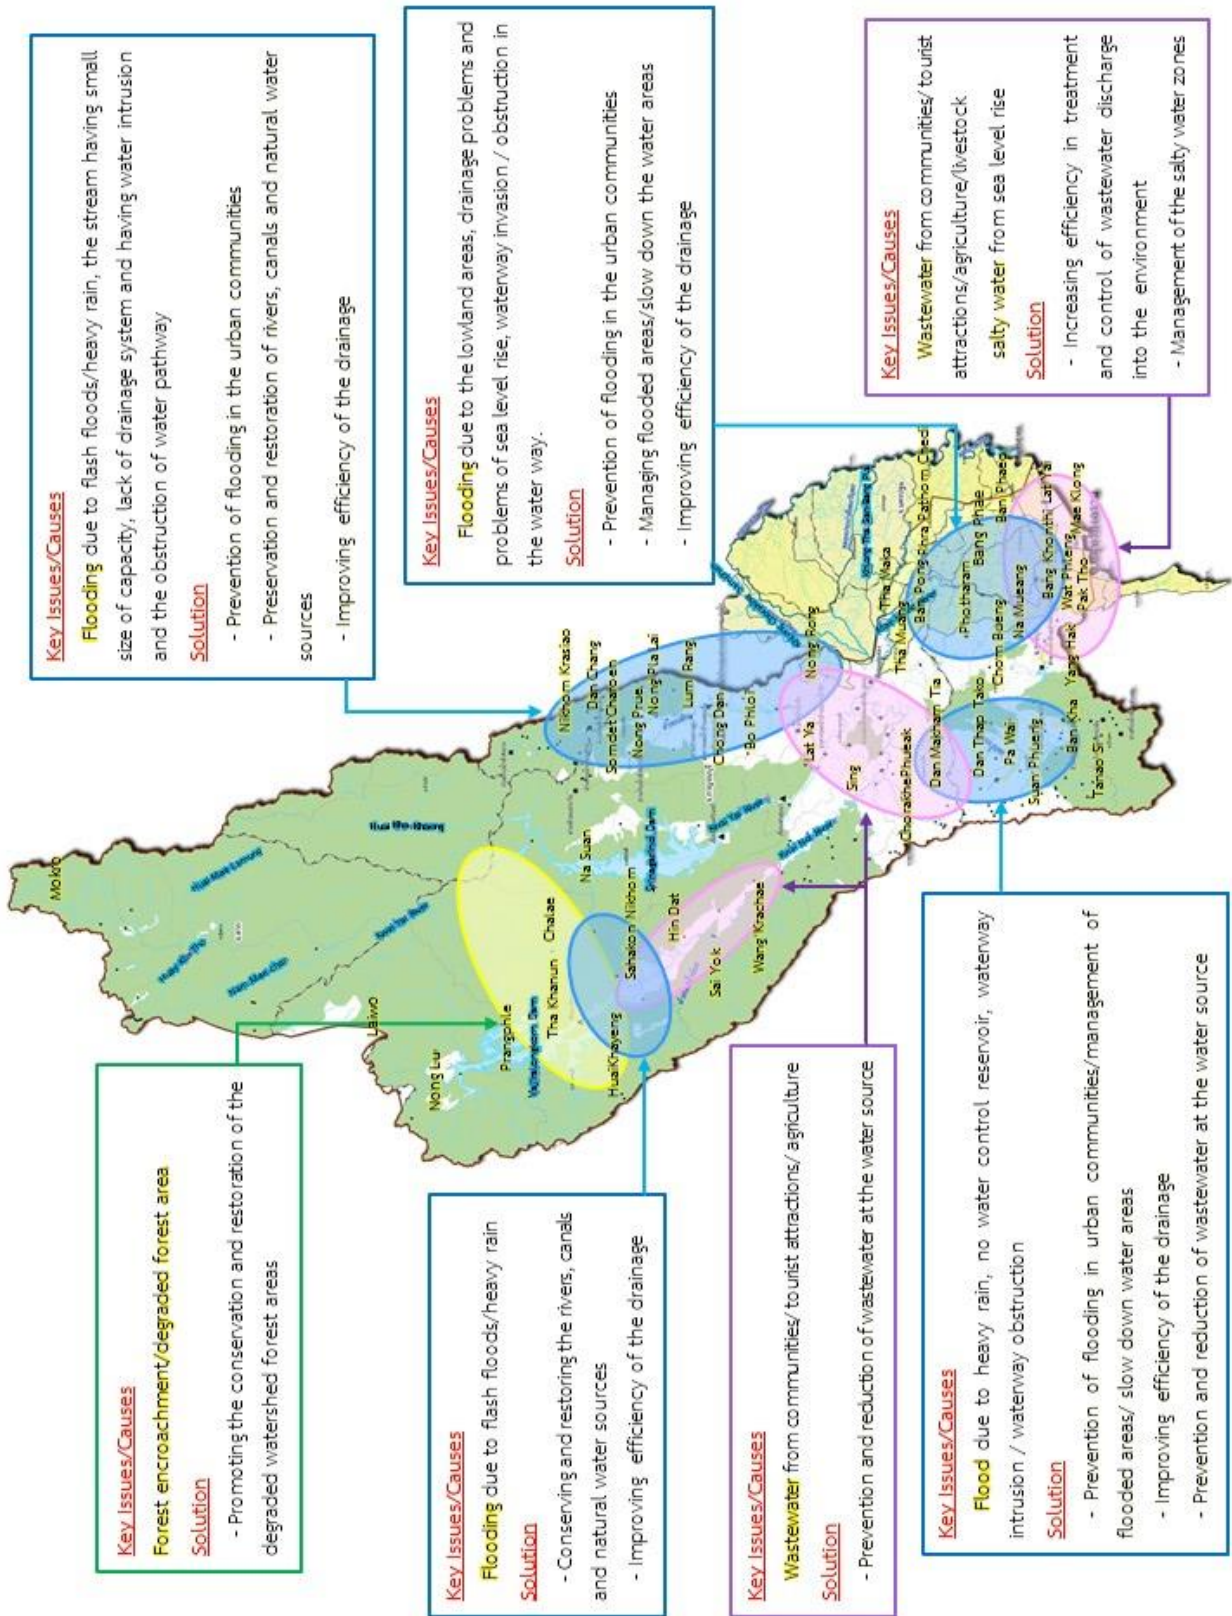 Key Issues/Causes
Forest encroachment/degraded forest area
Solution
- Promoting the conservation and restoration of the
degraded watershed forest areas
Key Issues/Causes
Flooding due to flash floods/heavy rain
Solution
- Conserving and restoring the rivers, canals
and natural water sources
- Improving efficiency of the drainage
Key Issues/Causes
Wastewater from communities/ tourist attractions/ agriculture
Solution
- Prevention and reduction of wastewater at the water source
Key Issues/Causes
Flood due to heavy rain, no water control reservoir, waterway
intrusion / waterway obstruction
Solution
- Prevention of flooding in urban communities/management of
flooded areas/ slow down water areas
- Improving efficiency of the drainage
- Prevention and reduction of wastewater at the water source
Mokro
Laiwo
Nong Lu
Prangphle
Tha Khanun
Chalae
Huai Khayeng
Sahakon Nikhom
Na Suan
Hin Dat
Sai Yok
Wang Krachae
Nikhom Krasiao
Dan Chang
Somdet Charoen
Nong Prue
Nong Pla Lai
Lum Rang
Chong Dan
Bo Phloi
Nong Rong
Lat Ya
Sing
Chorakhe Phueak
Dan Makham Tia
Tha Muang
Tha Maka
Dan Thap Tako
Pa Wai
Suan Phueng
Ban Kha
Tanao Si
Ban Pong
Phra Pathom Chedi
Photharam
Chom Bueng
Bang Phae
Na Mueang
Ban Phaeo
Bang Khonthi
Lat Yai
Wat Phleng
Mae Klong
Pak Tho
Yang Hak
Key Issues/Causes
Flooding due to flash floods/heavy rain, the stream having small
size of capacity, lack of drainage system and having water intrusion
and the obstruction of water pathway
Solution
- Prevention of flooding in the urban communities
- Preservation and restoration of rivers, canals and natural water
sources
- Improving efficiency of the drainage
Key Issues/Causes
Flooding due to the lowland areas, drainage problems and
problems of sea level rise, waterway invasion / obstruction in
the water way.
Solution
- Prevention of flooding in the urban communities
- Managing flooded areas/slow down the water areas
- Improving efficiency of the drainage
Key Issues/Causes
Wastewater from communities/ tourist
attractions/agriculture/livestock
salty water from sea level rise
Solution
- Increasing efficiency in treatment
and control of wastewater discharge
into the environment
- Management of the salty water zones